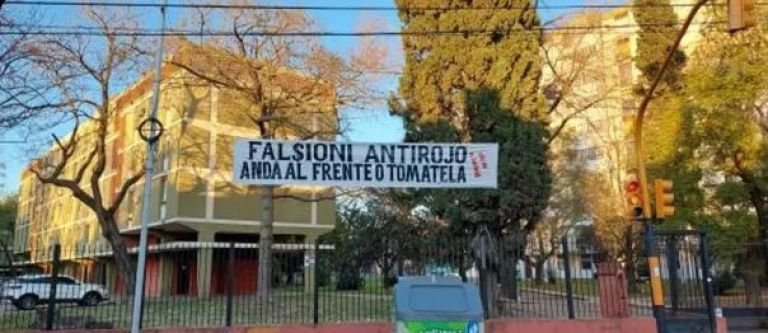 FALSIONI ANTIROJO
ANDA AL FRENTE O TOMATELA